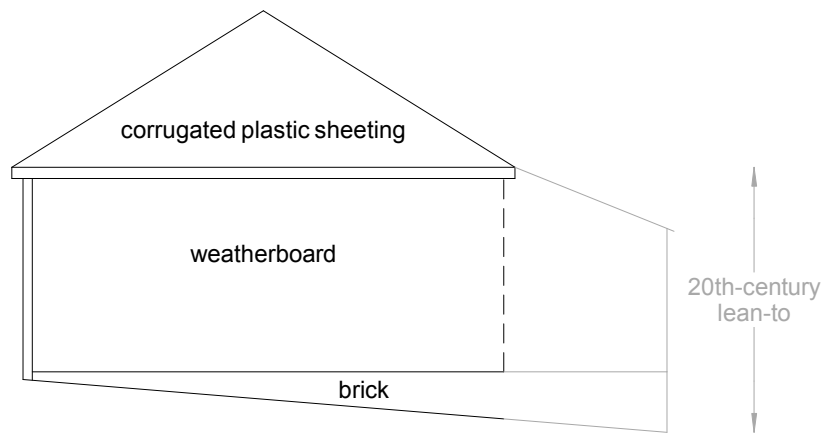 corrugated plastic sheeting
weatherboard
20th-century
lean-to
brick